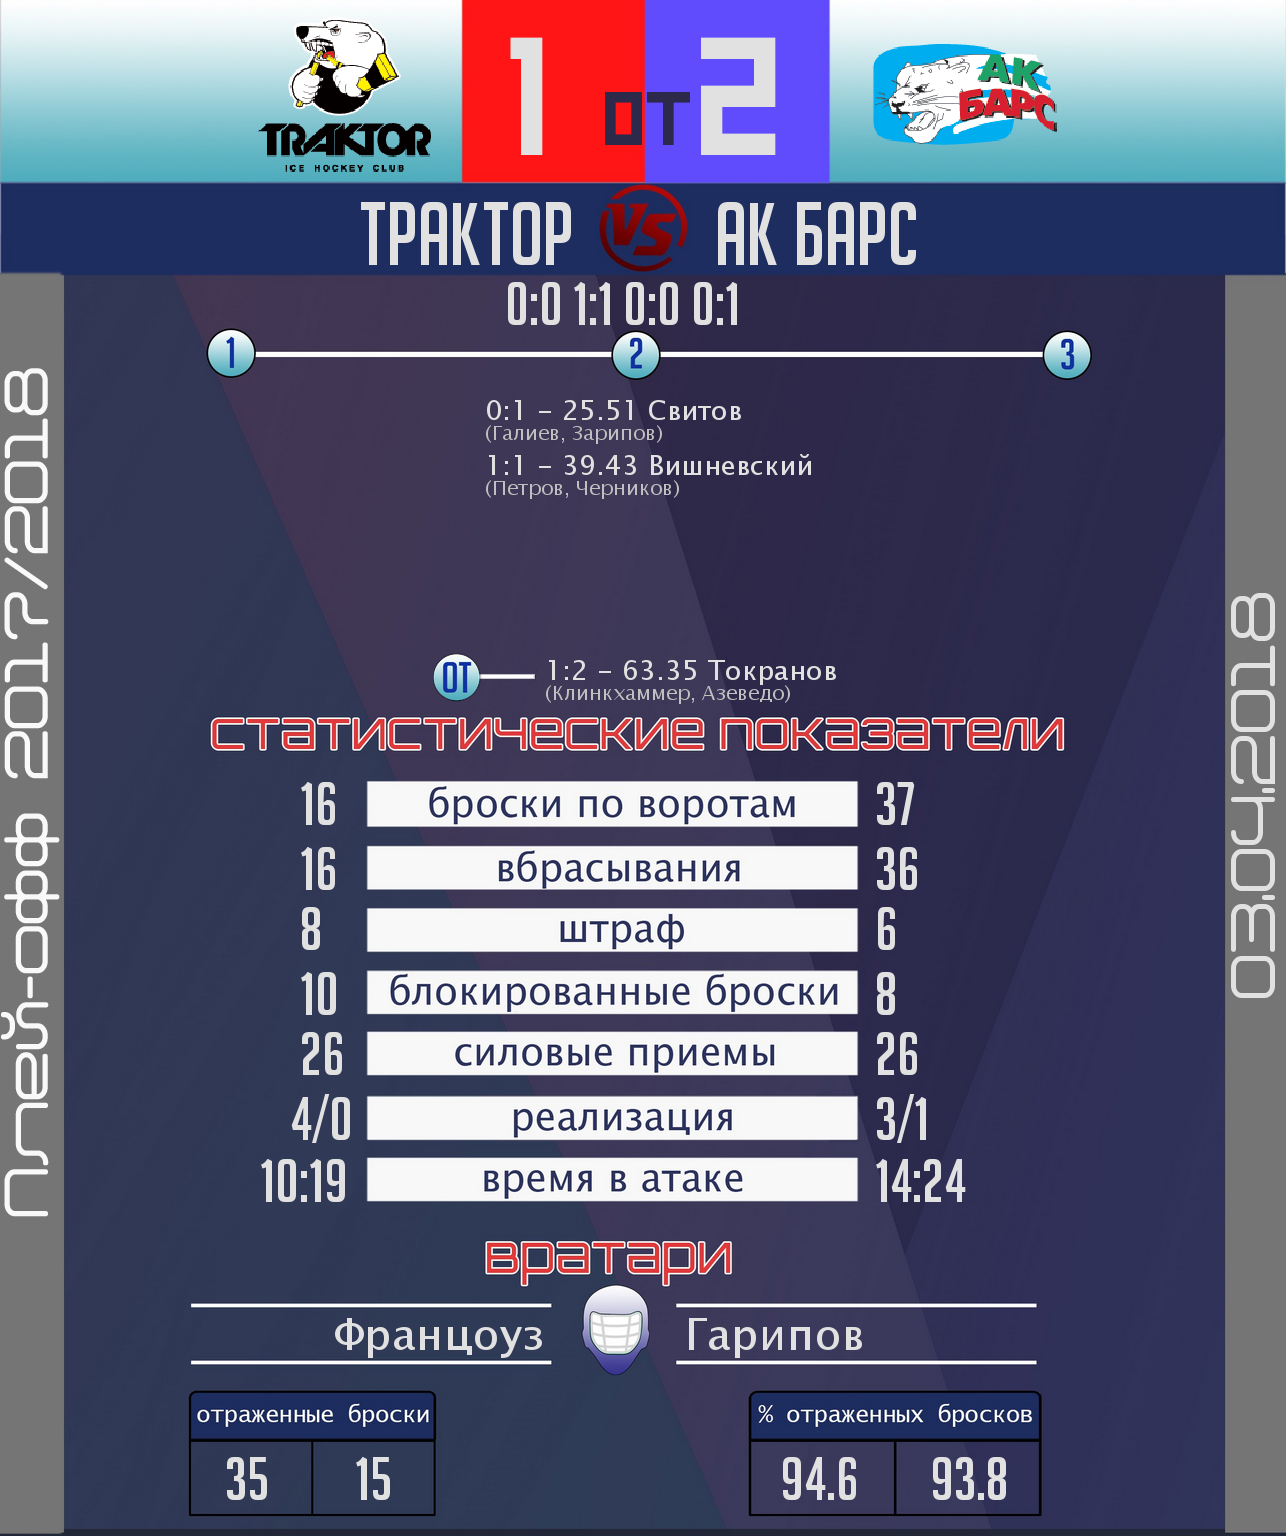 TRAKTOR
ICE HOCKEY CLUB
1 ОТ 2
АК
БАРС
ТРАКТОР VS АК БАРС
0:0 1:1 0:0 0:1
1 2 3
0:1 – 25.51 Свитов
(Галиев, Зарипов)
1:1 – 39.43 Вишневский
(Петров, Черников)
ОТ 1:2 – 63.35 Токранов
(Клинкхаммер, Азеведо)
статистические показатели
16 броски по воротам 37
16 вбрасывания 36
8 штраф 6
10 блокированные броски 8
26 силовые приемы 26
4/0 реализация 3/1
10:19 время в атаке 14:24
вратари
Францоуз Гарипов
отраженные броски % отраженных бросков
35 15 94.6 93.8
Плей-офф 2017/2018
03.04.2018